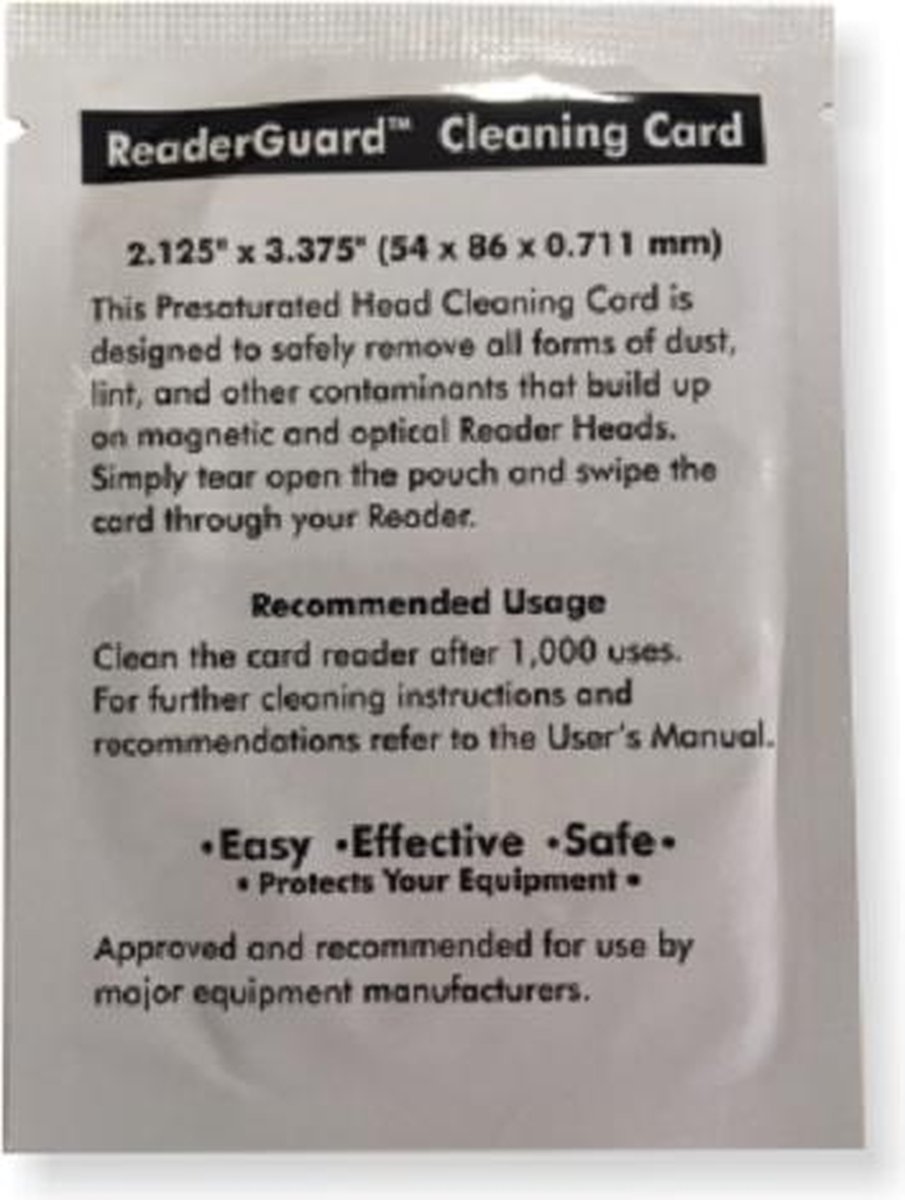 ReaderGuard™ Cleaning Card
2.125" x 3.375" (54 x 86 x 0.711 mm)
This Presaturated Head Cleaning Card is
designed to safely remove all forms of dust,
lint, and other contaminants that build up
on magnetic and optical Reader Heads.
Simply tear open the pouch and swipe the
card through your Reader.
Recommended Usage
Clean the card reader after 1,000 uses.
For further cleaning instructions and
recommendations refer to the User's Manual.
•Easy •Effective •Safe•
• Protects Your Equipment •
Approved and recommended for use by
major equipment manufacturers.